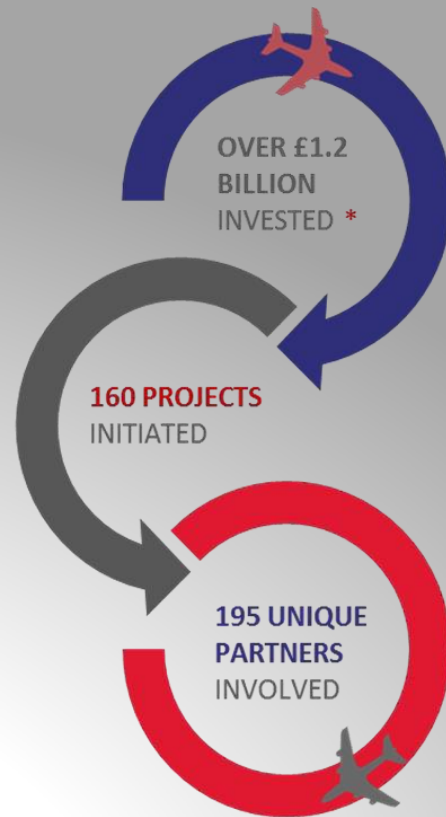 OVER £1.2
BILLION
INVESTED *
160 PROJECTS
INITIATED
195 UNIQUE
PARTNERS
INVOLVED